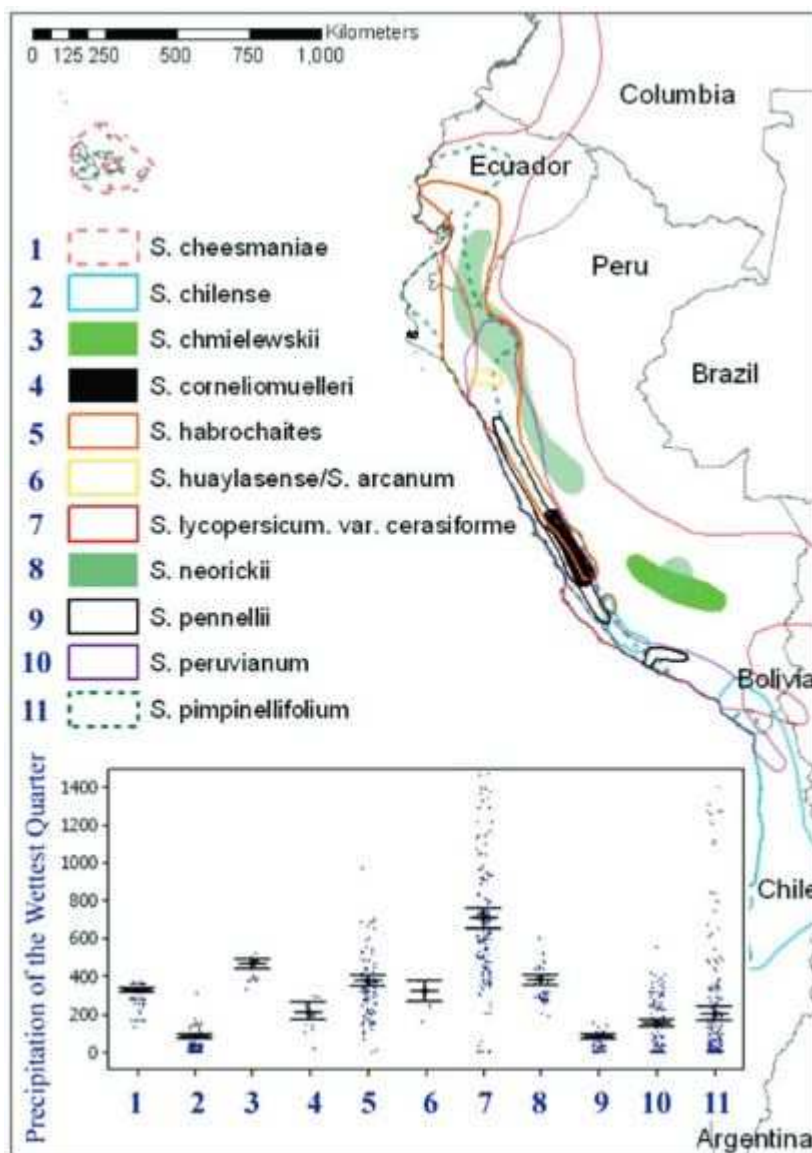 Kilometers
0 125 250 500 750 1,000
Columbia
Ecuador
Peru
Brazil
Bolivia
Chile
Argentina
1 S. cheesmaniae
2 S. chilense
3 S. chmielewskii
4 S. corneliomuelleri
5 S. habrochaites
6 S. huaylasense/S. arcanum
7 S. lycopersicum. var. cerasiforme
8 S. neorickii
9 S. pennellii
10 S. peruvianum
11 S. pimpinellifolium
Precipitation of the Wettest Quarter
1400
1200
1000
800
600
400
200
0
1 2 3 4 5 6 7 8 9 10 11